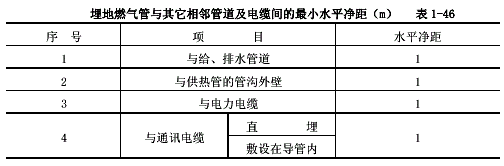 埋地燃气管与其它相邻管道及电缆间的最小水平净距（m） 表 1-46
序 号 项 目 水平净距
1 与给、排水管道 1
2 与供热管的管沟外壁 1
3 与电力电缆 1
4 与通讯电缆 直 埋 1
敷设在导管内